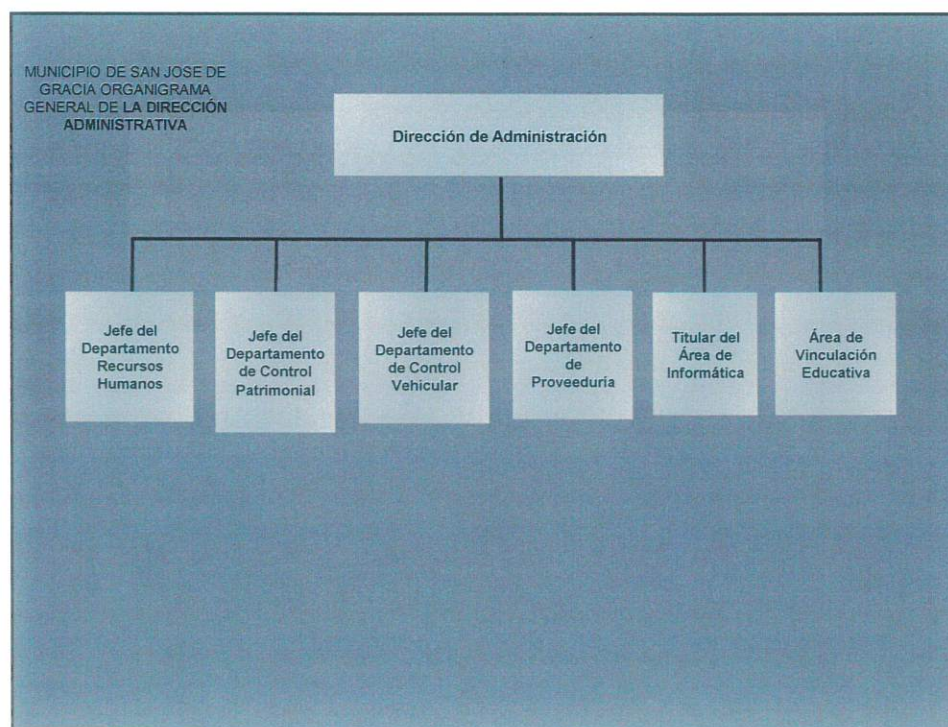 MUNICIPIO DE SAN JOSE DE
GRACIA ORGANIGRAMA
GENERAL DE LA DIRECCIÓN
ADMINISTRATIVA
Dirección de Administración
Jefe del
Departamento
Recursos
Humanos
Jefe del
Departamento
de Control
Patrimonial
Jefe del
Departamento
de Control
Vehicular
Jefe del
Departamento
de
Proveeduría
Titular del
Área de
Informática
Área de
Vinculación
Educativa